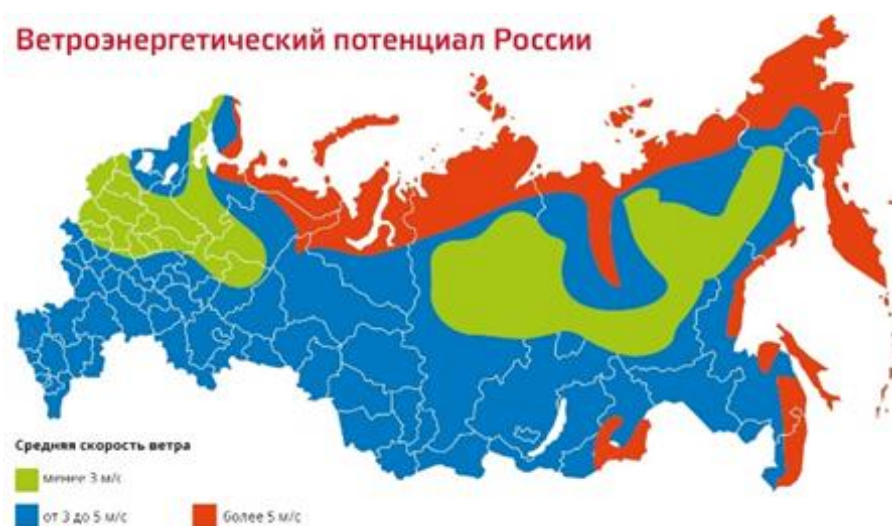 Ветроэнергетический потенциал России
Средняя скорость ветра
менее 3 м/с
от 3 до 5 м/с
более 5 м/с